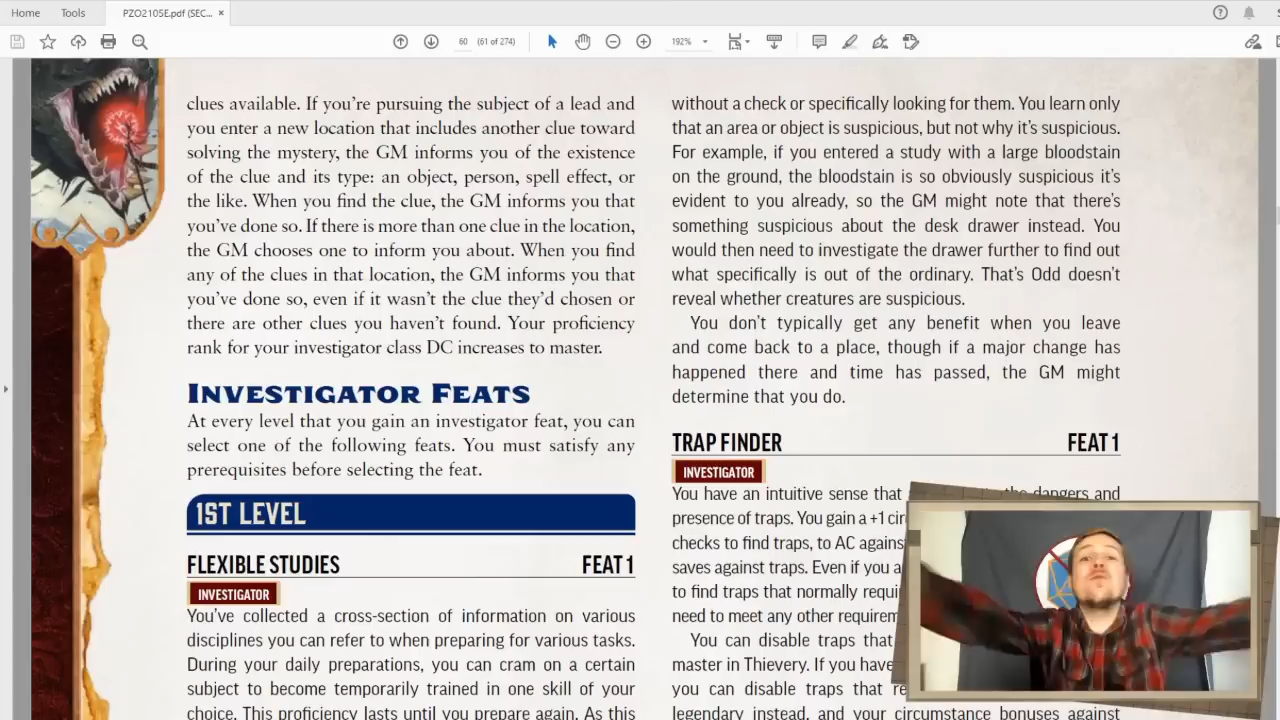 Home
Tools
PZO2105E.pdf (SEC...
60
(61 of 274)
192%
clues available. If you're pursuing the subject of a lead and
you enter a new location that includes another clue toward
solving the mystery, the GM informs you of the existence
of the clue and its type: an object, person, spell effect, or
the like. When you find the clue, the GM informs you that
you've done so. If there is more than one clue in the location,
the GM chooses one to inform you about. When you find
any of the clues in that location, the GM informs you that
you've done so, even if it wasn't the clue they'd chosen or
there are other clues you haven't found. Your proficiency
rank for your investigator class DC increases to master.
INVESTIGATOR FEATS
At every level that you gain an investigator feat, you can
select one of the following feats. You must satisfy any
prerequisites before selecting the feat.
1ST LEVEL
FLEXIBLE STUDIES FEAT 1
INVESTIGATOR
You've collected a cross-section of information on various
disciplines you can refer to when preparing for various tasks.
During your daily preparations, you can cram on a certain
subject to become temporarily trained in one skill of your
choice. This proficiency lasts until you prepare again. As this
without a check or specifically looking for them. You learn only
that an area or object is suspicious, but not why it's suspicious.
For example, if you entered a study with a large bloodstain
on the ground, the bloodstain is so obviously suspicious it's
evident to you already, so the GM might note that there's
something suspicious about the desk drawer instead. You
would then need to investigate the drawer further to find out
what specifically is out of the ordinary. That's Odd doesn't
reveal whether creatures are suspicious.
You don't typically get any benefit when you leave
and come back to a place, though if a major change has
happened there and time has passed, the GM might
determine that you do.
TRAP FINDER FEAT 1
INVESTIGATOR
You have an intuitive sense that the dangers and
presence of traps. You gain a +1 cir
checks to find traps, to AC agains
saves against traps. Even if you a
to find traps that normally requi
need to meet any other requirem
You can disable traps that
master in Thievery. If you have
you can disable traps that re
legendary instead, and your circumstance bonuses against